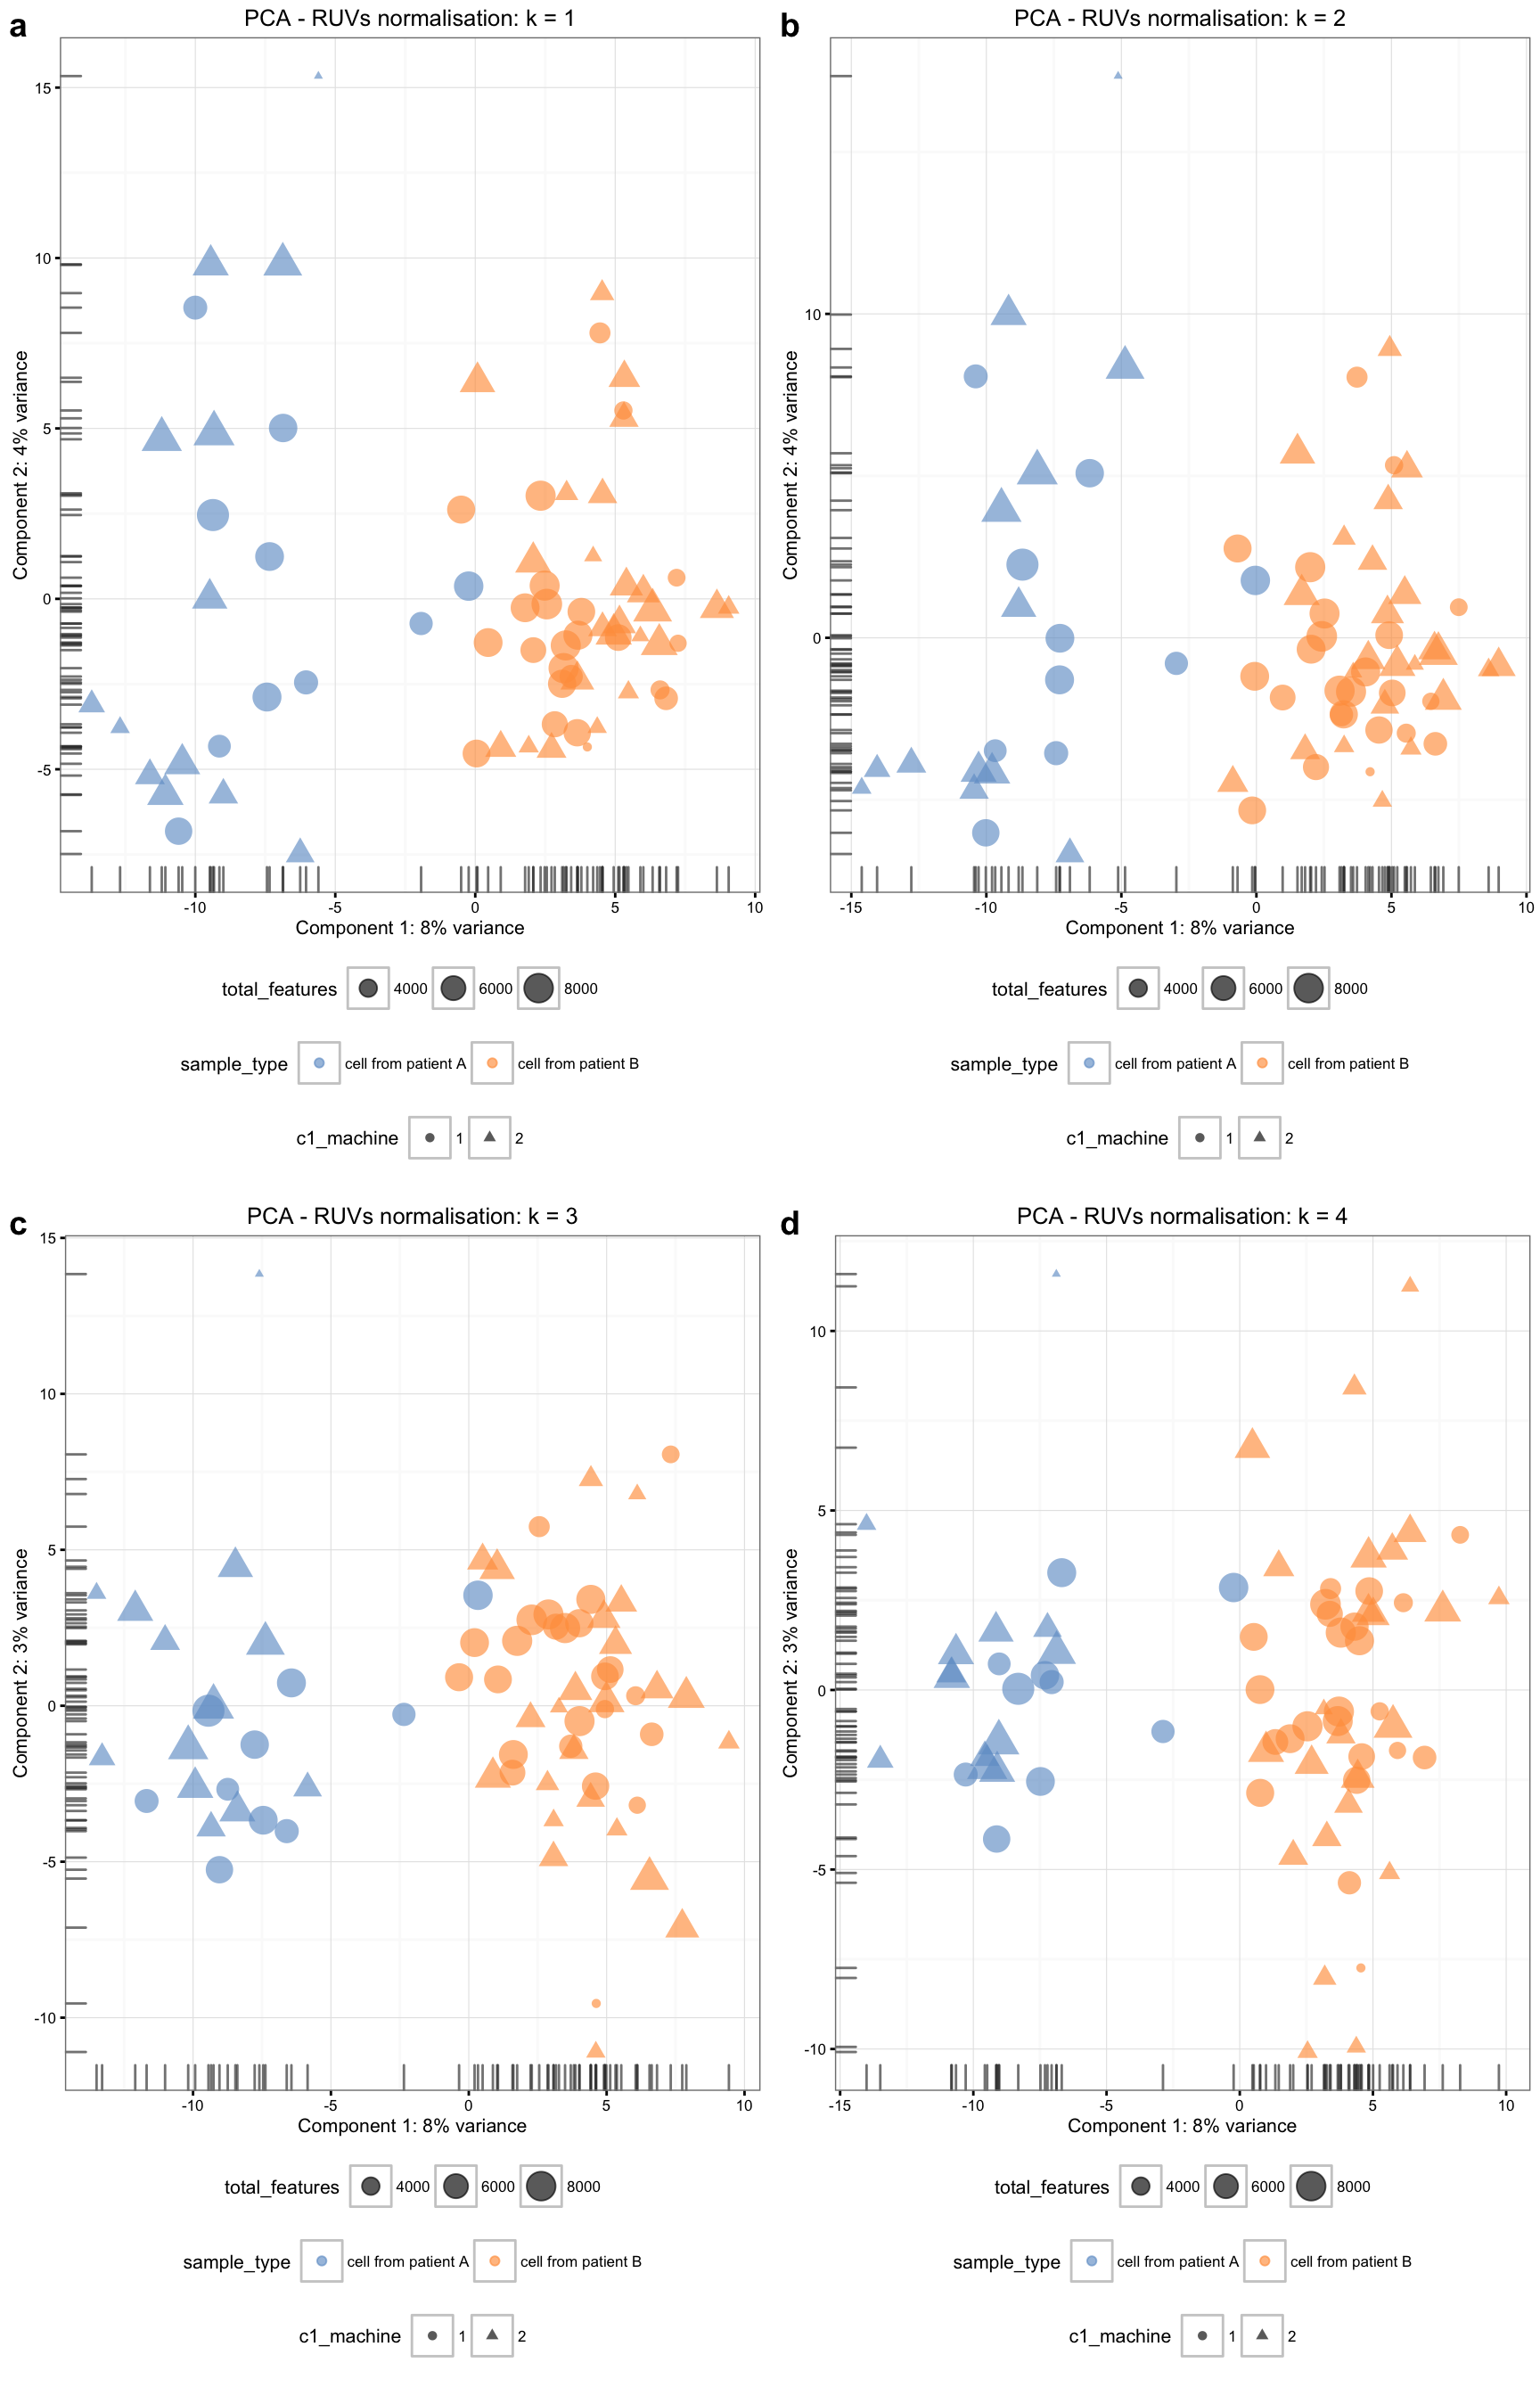 a
PCA - RUVs normalisation: k = 1
Component 2: 4% variance
15
10
5
0
-5
-10
-5
0
5
10
Component 1: 8% variance
total_features
4000
6000
8000
sample_type
cell from patient A
cell from patient B
c1_machine
1
2
b
PCA - RUVs normalisation: k = 2
Component 2: 4% variance
10
0
-15
-10
-5
0
5
10
Component 1: 8% variance
total_features
4000
6000
8000
sample_type
cell from patient A
cell from patient B
c1_machine
1
2
c
PCA - RUVs normalisation: k = 3
Component 2: 3% variance
15
10
5
0
-5
-10
-10
-5
0
5
10
Component 1: 8% variance
total_features
4000
6000
8000
sample_type
cell from patient A
cell from patient B
c1_machine
1
2
d
PCA - RUVs normalisation: k = 4
Component 2: 3% variance
10
5
0
-5
-10
-15
-10
-5
0
5
10
Component 1: 8% variance
total_features
4000
6000
8000
sample_type
cell from patient A
cell from patient B
c1_machine
1
2